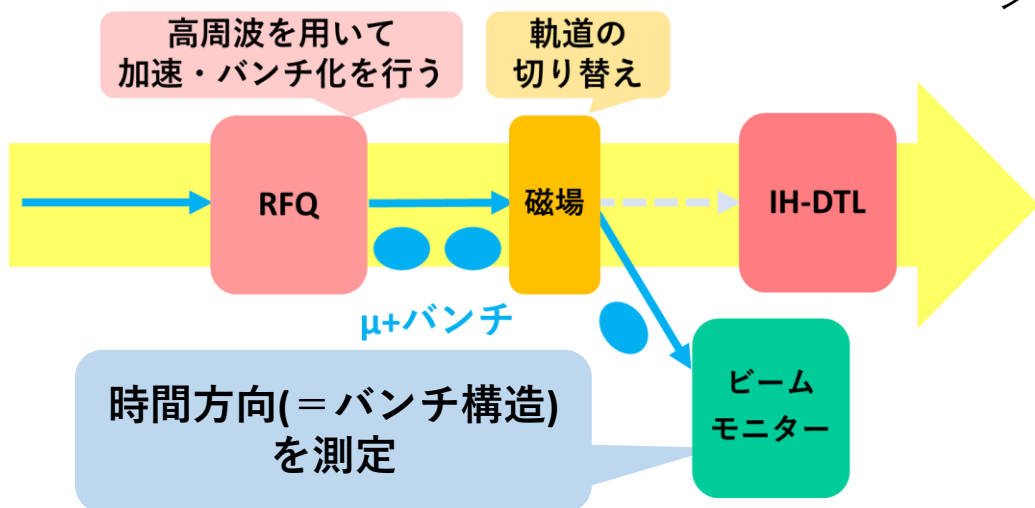 高周波を用いて
加速・バンチ化を行う
軌道の
切り替え
RFQ
磁場
IH-DTL
μ+バンチ
時間方向(＝バンチ構造)
を測定
ビーム
モニター